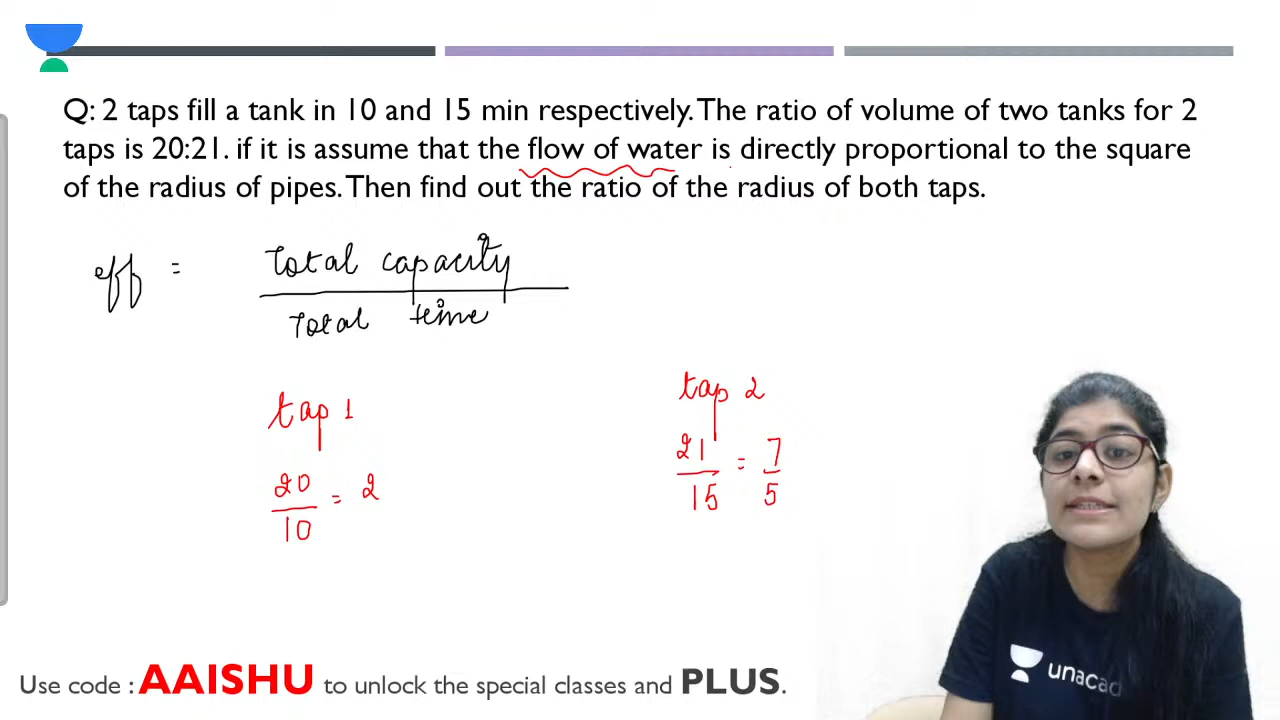 Q: 2 taps fill a tank in 10 and 15 min respectively. The ratio of volume of two tanks for 2
taps is 20:21. if it is assume that the flow of water is directly proportional to the square
of the radius of pipes. Then find out the ratio of the radius of both taps.
eff = Total capacity
Total time
tap 1
20
10
= 2
tap 2
21
15
= 7
5
unacad
Use code : AAISHU to unlock the special classes and PLUS.